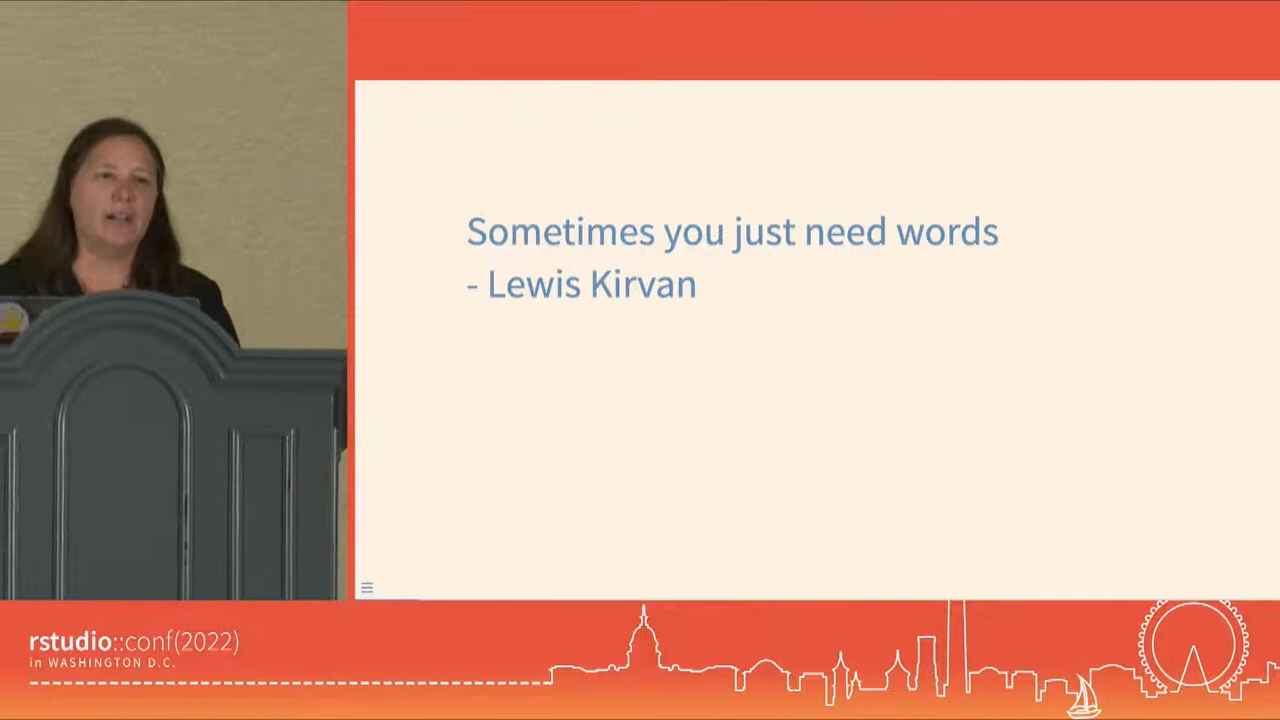 Sometimes you just need words
- Lewis Kirvan
rstudio::conf(2022)
in WASHINGTON D.C.